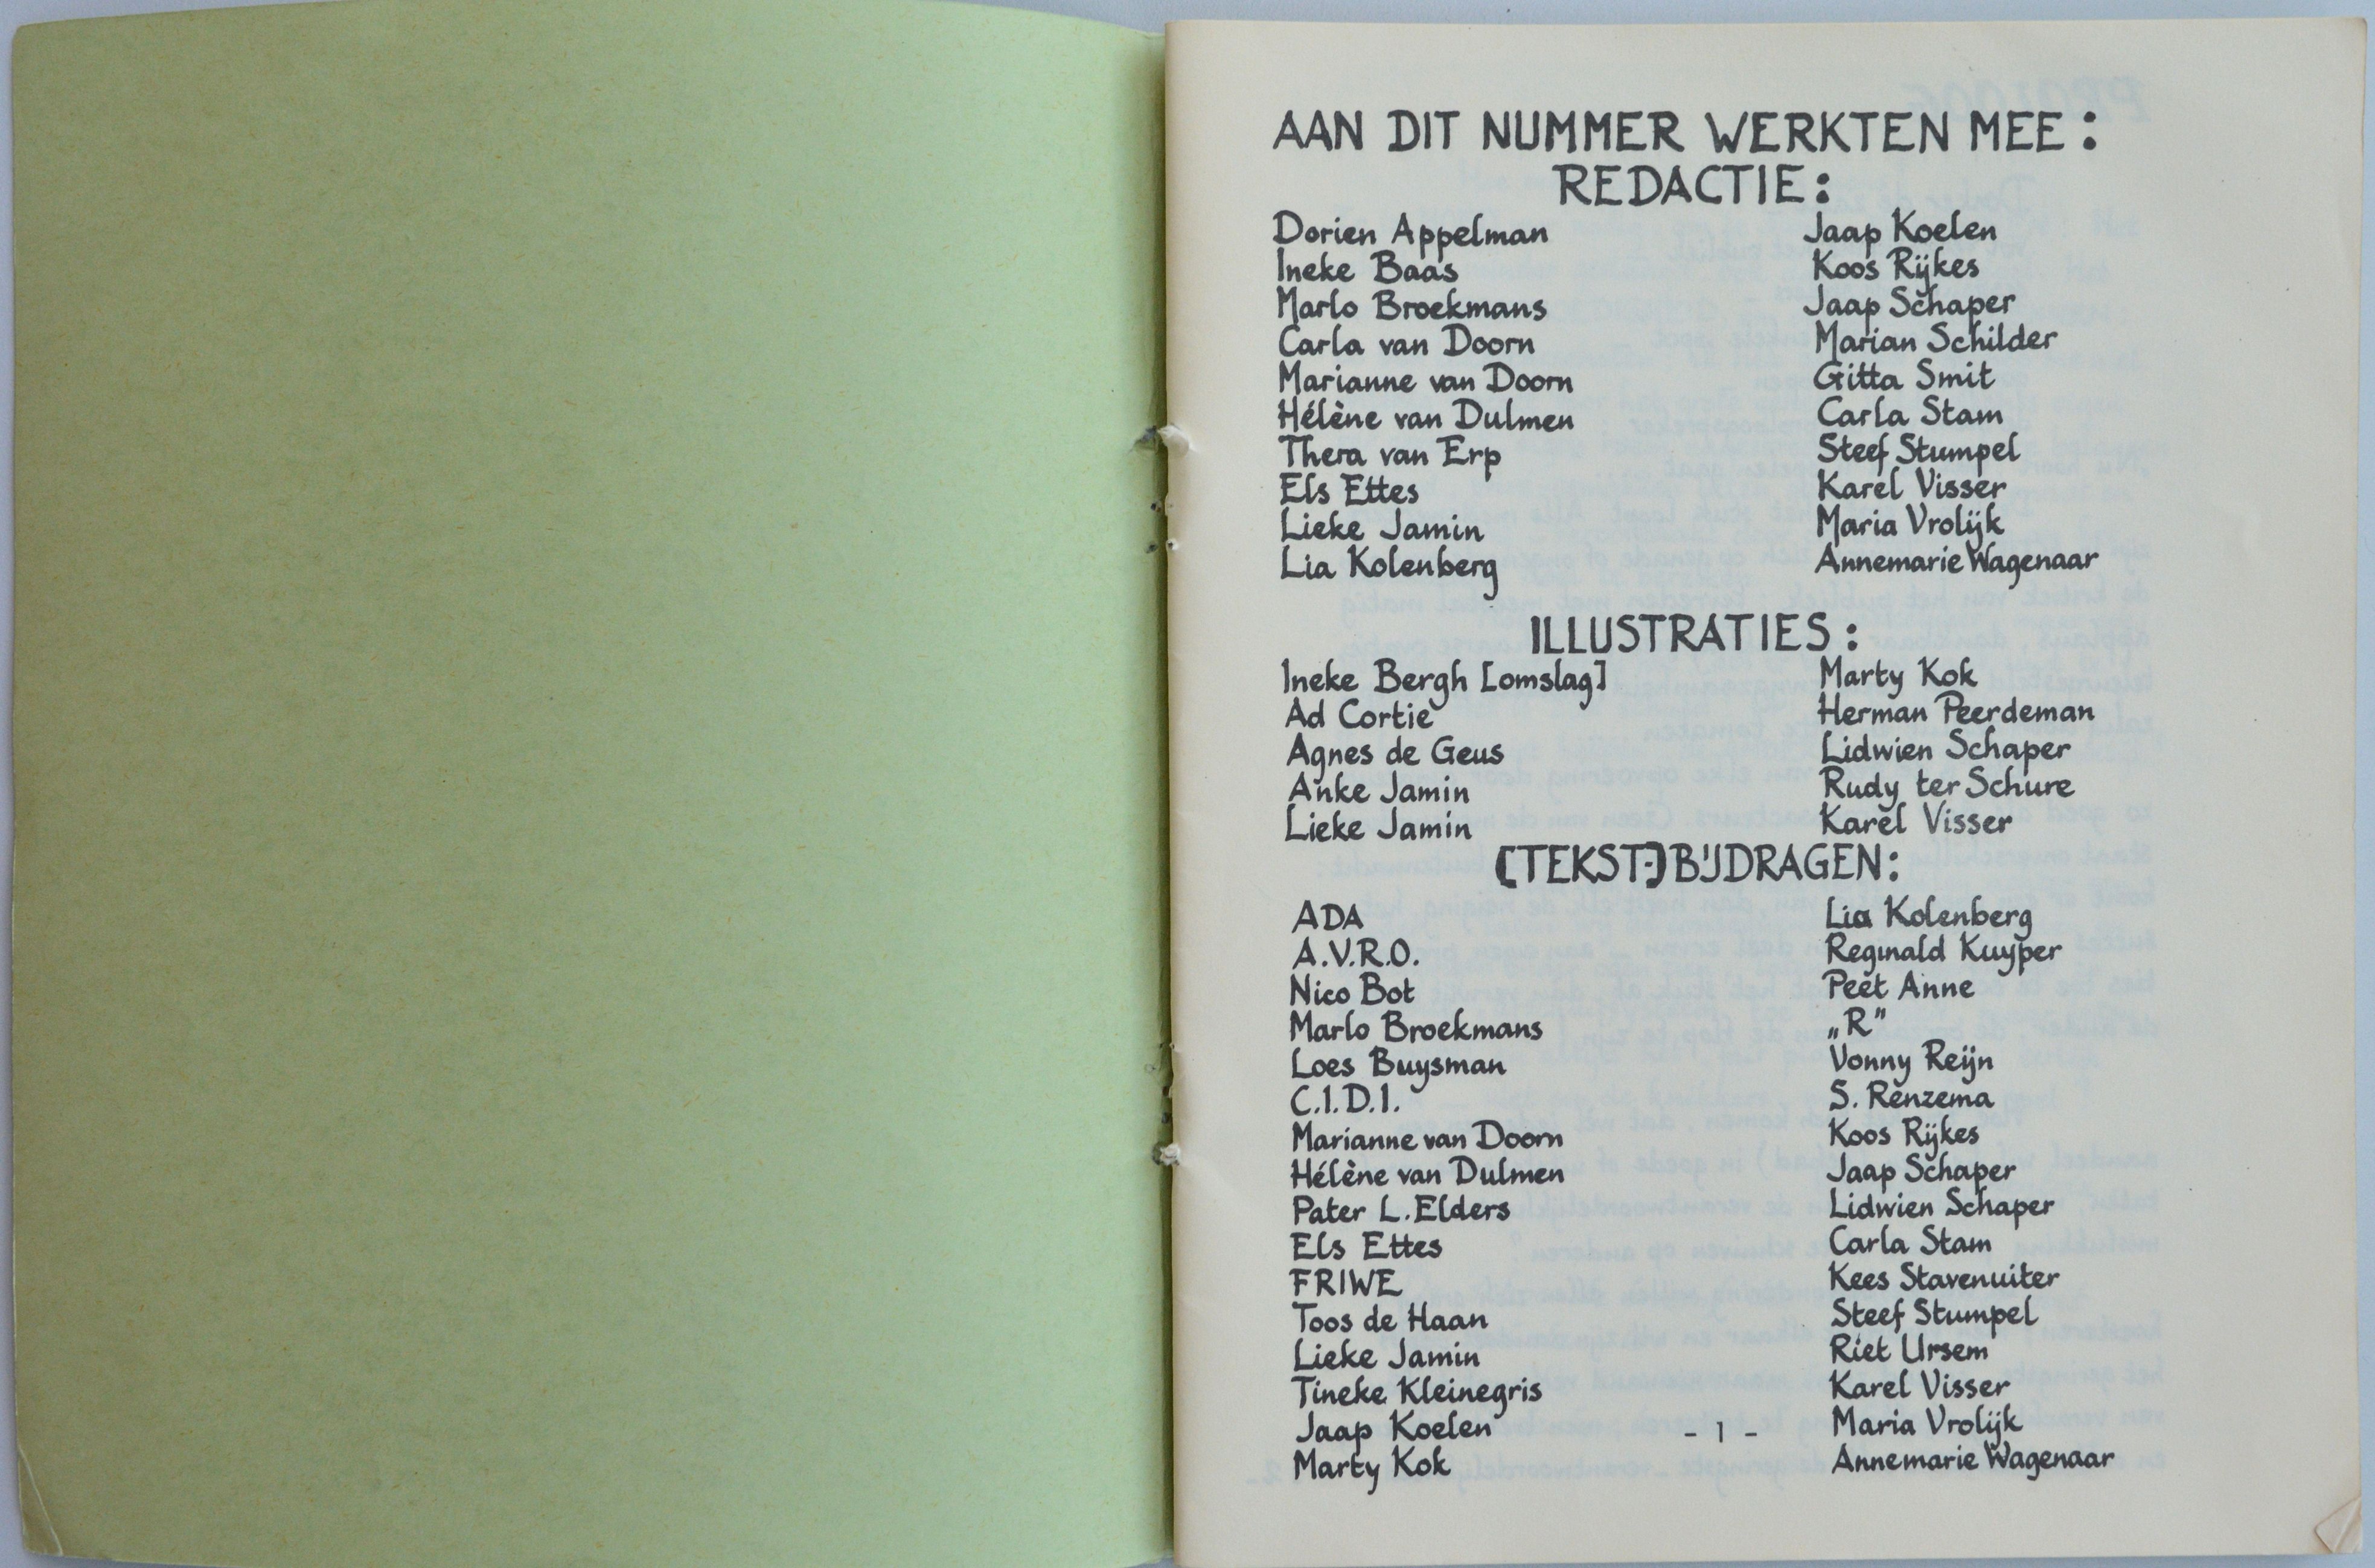 AAN DIT NUMMER WERKTEN MEE:
REDACTIE:
Dorien Appelman
Ineke Baas
Marlo Broekmans
Carla van Doorn
Marianne van Doorn
Hélène van Dulmen
Thera van Erp
Els Ettes
Lieke Jamin
Lia Kolenberg
Jaap Koelen
Koos Rijkes
Jaap Schaper
Marian Schilder
Gitta Smit
Carla Stam
Steef Stumpel
Karel Visser
Maria Vrolijk
Annemarie Wagenaar
ILLUSTRATIES:
Ineke Bergh [omslag]
Ad Cortie
Agnes de Geus
Anke Jamin
Lieke Jamin
Marty Kok
Herman Peerdeman
Lidwien Schaper
Rudy ter Schure
Karel Visser
[TEKST-]BIJDRAGEN:
ADA
A.V.R.O.
Nico Bot
Marlo Broekmans
Loes Buysman
C.I.D.I.
Marianne van Doorn
Hélène van Dulmen
Pater L. Elders
Els Ettes
FRIWE
Toos de Haan
Lieke Jamin
Tineke Kleinegris
Jaap Koelen
Marty Kok
Lia Kolenberg
Reginald Kuyper
Peet Anne
„R”
Vonny Reijn
S. Renzema
Koos Rijkes
Jaap Schaper
Lidwien Schaper
Carla Stam
Kees Stavenuiter
Steef Stumpel
Riet Ursem
Karel Visser
Maria Vrolijk
Annemarie Wagenaar
- 1 -